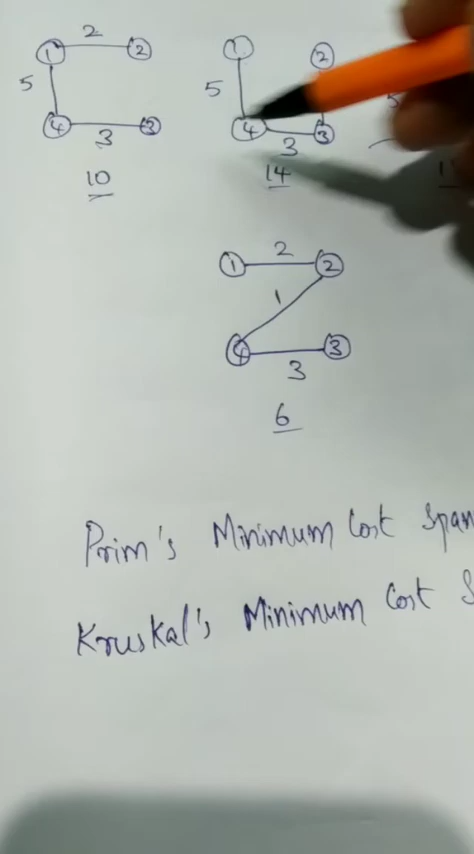 2
1 2 1 2
5 5
4 3 4 3
3 3
10 14
2
1 2
1
4 3
3
6
Prim's Minimum Cost
Kruskal's Minimum Cost